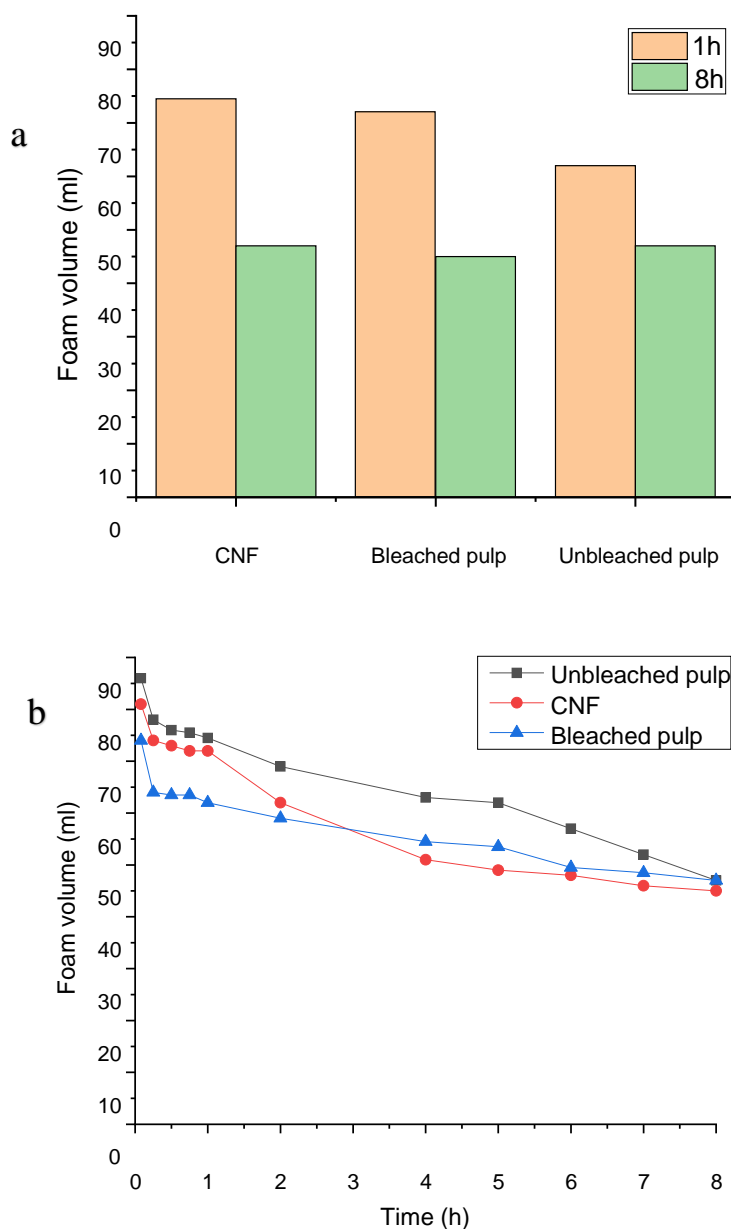 a
Foam volume (ml)
90
80
70
60
50
40
30
20
10
0
1h
8h
CNF
Bleached pulp
Unbleached pulp
b
Foam volume (ml)
90
80
70
60
50
40
30
20
10
0
Unbleached pulp
CNF
Bleached pulp
0 1 2 3 4 5 6 7 8
Time (h)